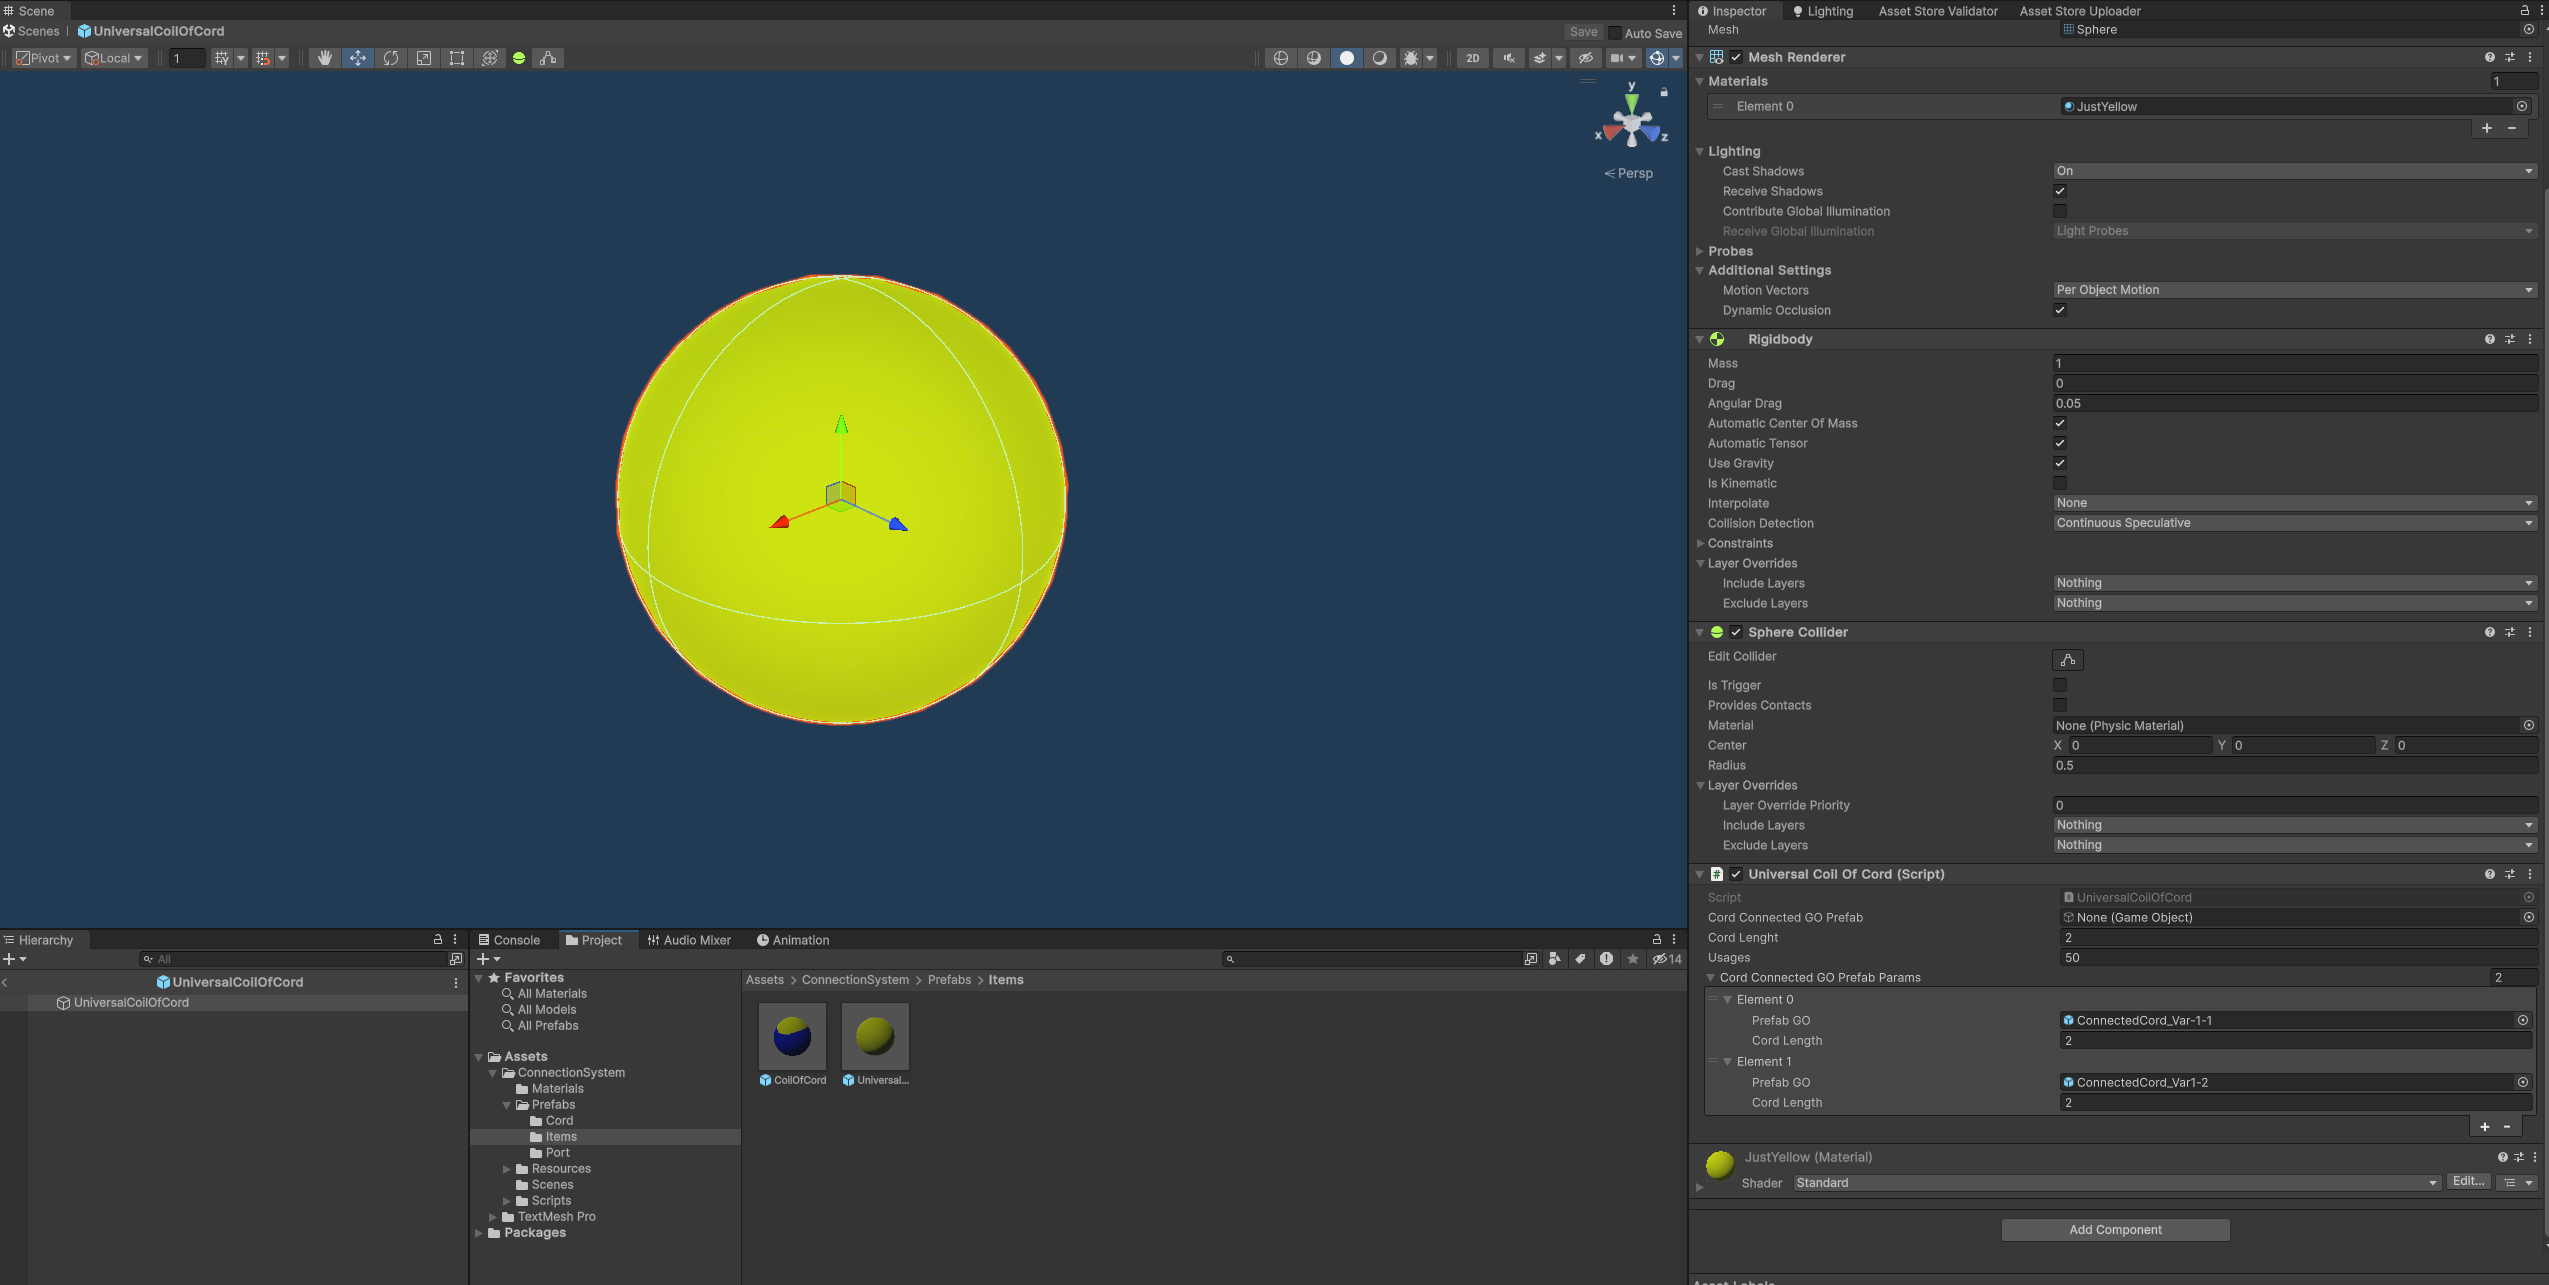 Scene
Scenes | UniversalCoilOfCord
Save Auto Save
Pivot Local 1 2D
y
x z
Persp
Hierarchy
All
UniversalCoilOfCord
UniversalCoilOfCord
Console Project Audio Mixer Animation
14
Favorites
All Materials
All Models
All Prefabs
Assets
ConnectionSystem
Materials
Prefabs
Cord
Items
Port
Resources
Scenes
Scripts
TextMesh Pro
Packages
Assets > ConnectionSystem > Prefabs > Items
CoilOfCord Universal...
Inspector Lighting Asset Store Validator Asset Store Uploader
Mesh Sphere
Mesh Renderer
Materials 1
Element 0 JustYellow
+ -
Lighting
Cast Shadows On
Receive Shadows
Contribute Global Illumination
Receive Global Illumination Light Probes
Probes
Additional Settings
Motion Vectors Per Object Motion
Dynamic Occlusion
Rigidbody
Mass 1
Drag 0
Angular Drag 0.05
Automatic Center Of Mass
Automatic Tensor
Use Gravity
Is Kinematic
Interpolate None
Collision Detection Continuous Speculative
Constraints
Layer Overrides
Include Layers Nothing
Exclude Layers Nothing
Sphere Collider
Edit Collider
Is Trigger
Provides Contacts
Material None (Physic Material)
Center X 0 Y 0 Z 0
Radius 0.5
Layer Overrides
Layer Override Priority 0
Include Layers Nothing
Exclude Layers Nothing
# Universal Coil Of Cord (Script)
Script UniversalCoilOfCord
Cord Connected GO Prefab None (Game Object)
Cord Lenght 2
Usages 50
Cord Connected GO Prefab Params 2
Element 0
Prefab GO ConnectedCord_Var-1-1
Cord Length 2
Element 1
Prefab GO ConnectedCord_Var1-2
Cord Length 2
+ -
JustYellow (Material)
Shader Standard Edit...
Add Component